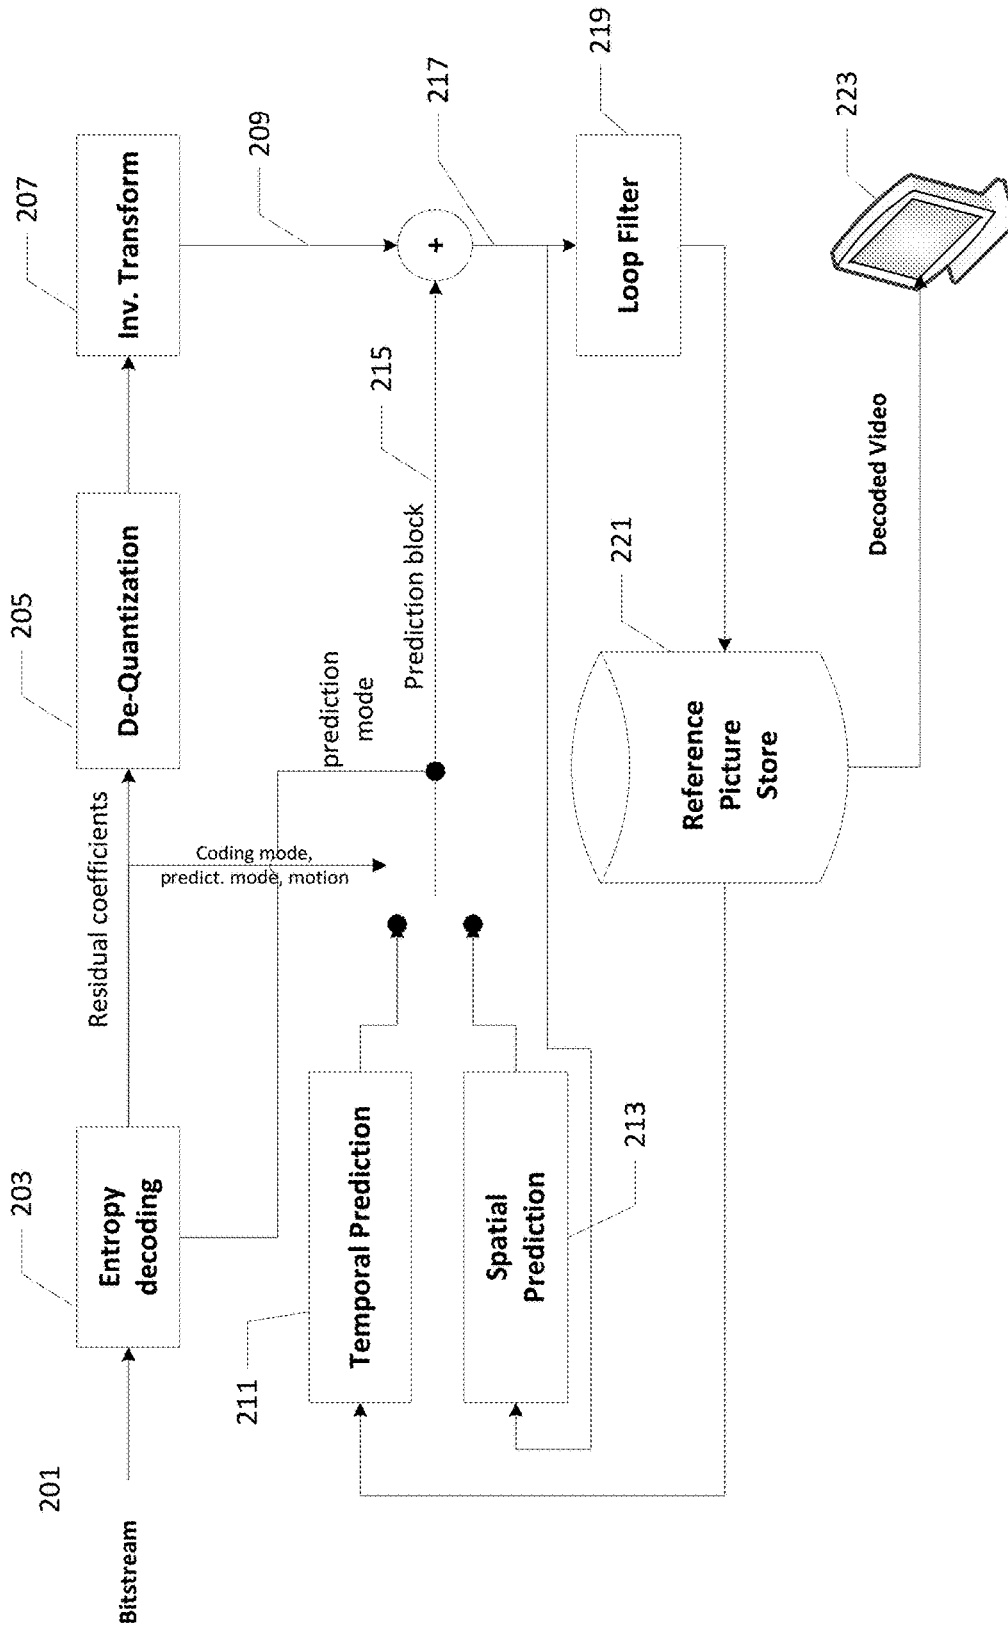 Bitstream
201
203
Entropy
decoding
Residual coefficients
205
De-Quantization
207
Inv. Transform
209
Coding mode,
predict. mode, motion
prediction
mode
211
Temporal Prediction
Spatial
Prediction
213
Prediction block
215
+
217
Loop Filter
219
Reference
Picture
Store
221
Decoded Video
223